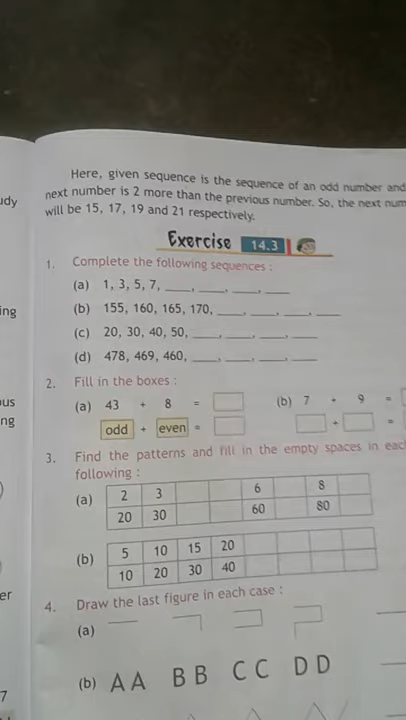 Here, given sequence is the sequence of an odd number and
next number is 2 more than the previous number. So, the next num
will be 15, 17, 19 and 21 respectively.
Exercise 14.3
1. Complete the following sequences :
(a) 1, 3, 5, 7, ____, ____, ____, ____
(b) 155, 160, 165, 170, ____, ____, ____, ____
(c) 20, 30, 40, 50, ____, ____, ____, ____
(d) 478, 469, 460, ____, ____, ____, ____
2. Fill in the boxes :
(a) 43 + 8 = (b) 7 + 9 =
odd + even = + =
3. Find the patterns and fill in the empty spaces in each
following :
(a) 2 3 6 8
20 30 60 80
(b) 5 10 15 20
10 20 30 40
4. Draw the last figure in each case :
(a)
(b) A A B B C C D D
udy
ing
ous
ng
er
7